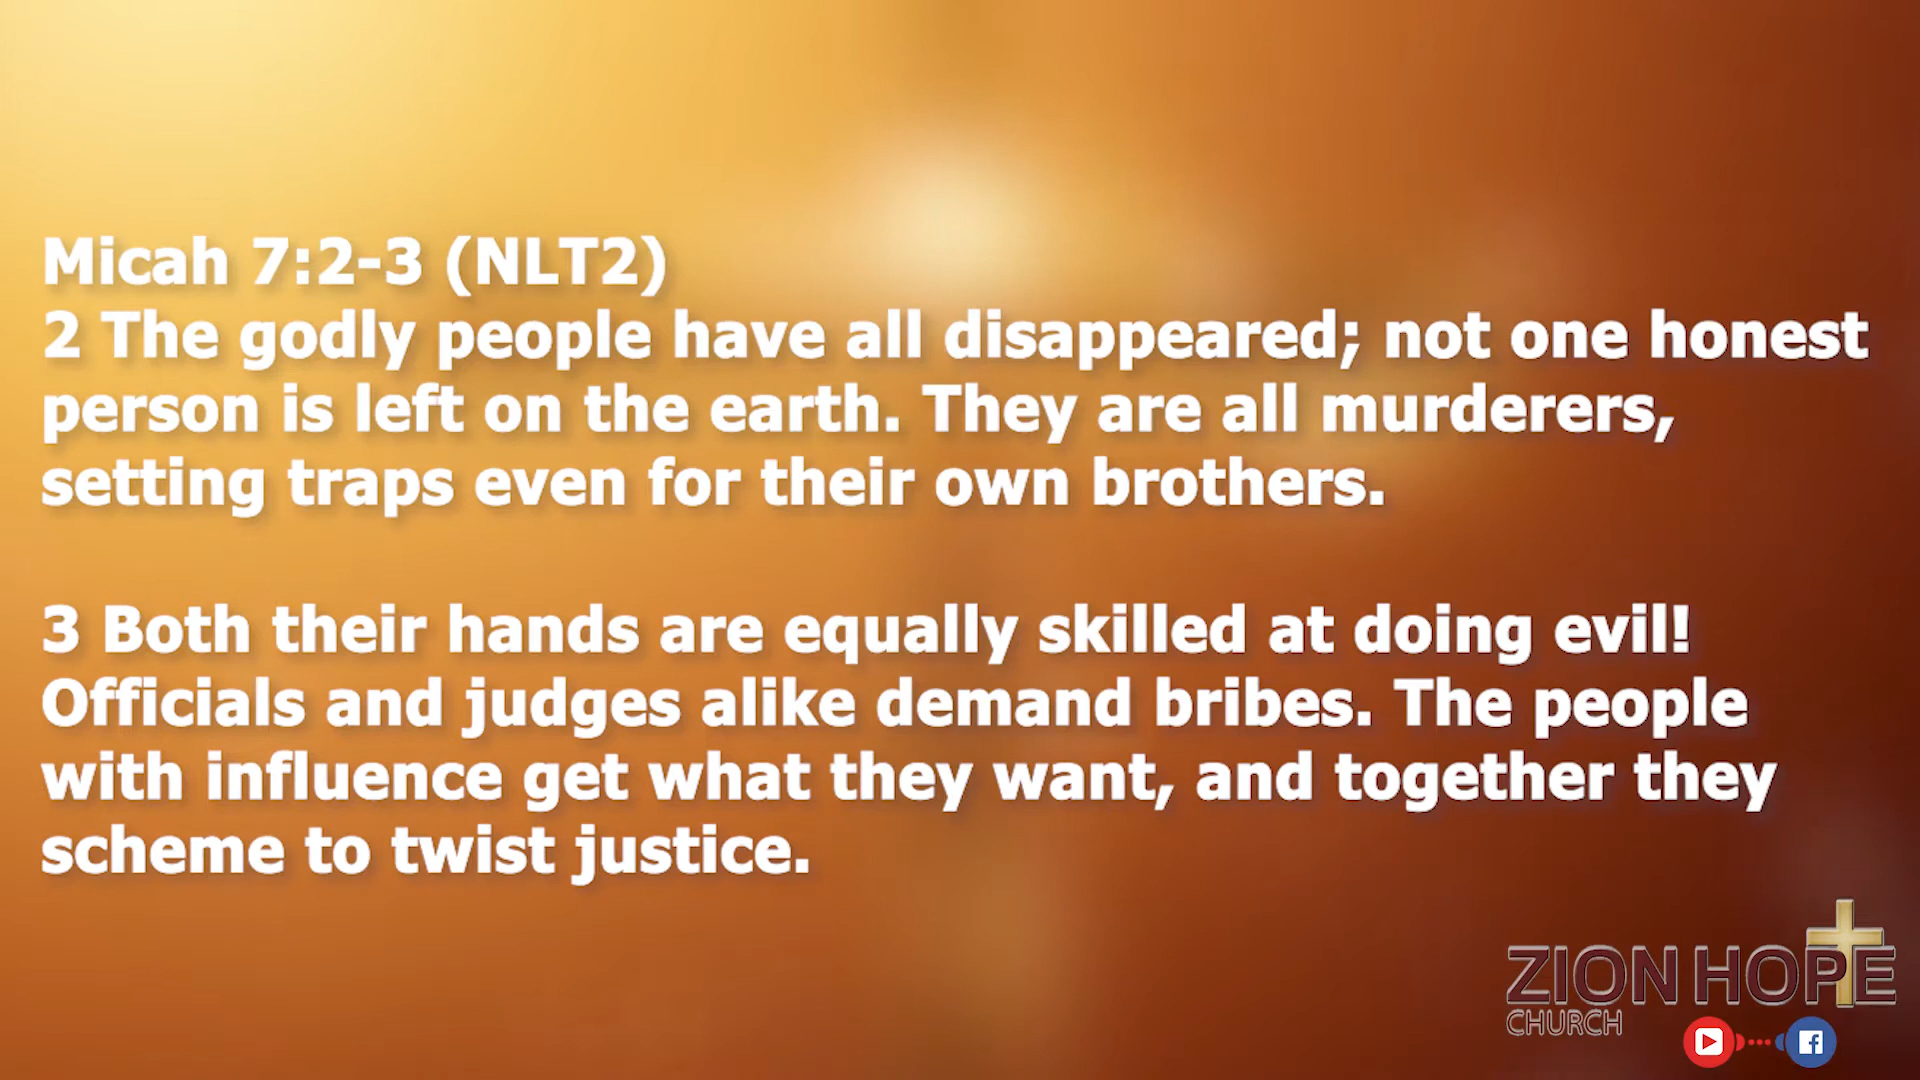 Micah 7:2-3 (NLT2)
2 The godly people have all disappeared; not one honest
person is left on the earth. They are all murderers,
setting traps even for their own brothers.
3 Both their hands are equally skilled at doing evil!
Officials and judges alike demand bribes. The people
with influence get what they want, and together they
scheme to twist justice.
ZION HOPE
CHURCH